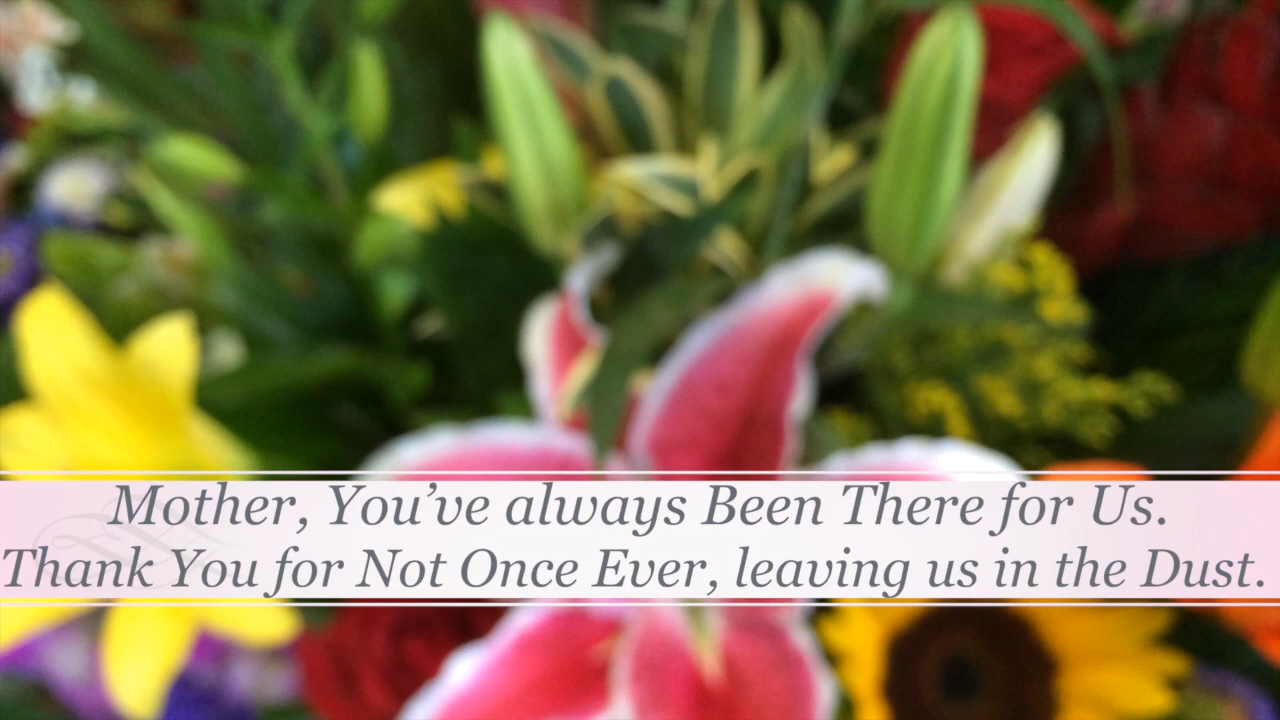 Mother, You’ve always Been There for Us.
Thank You for Not Once Ever, leaving us in the Dust.